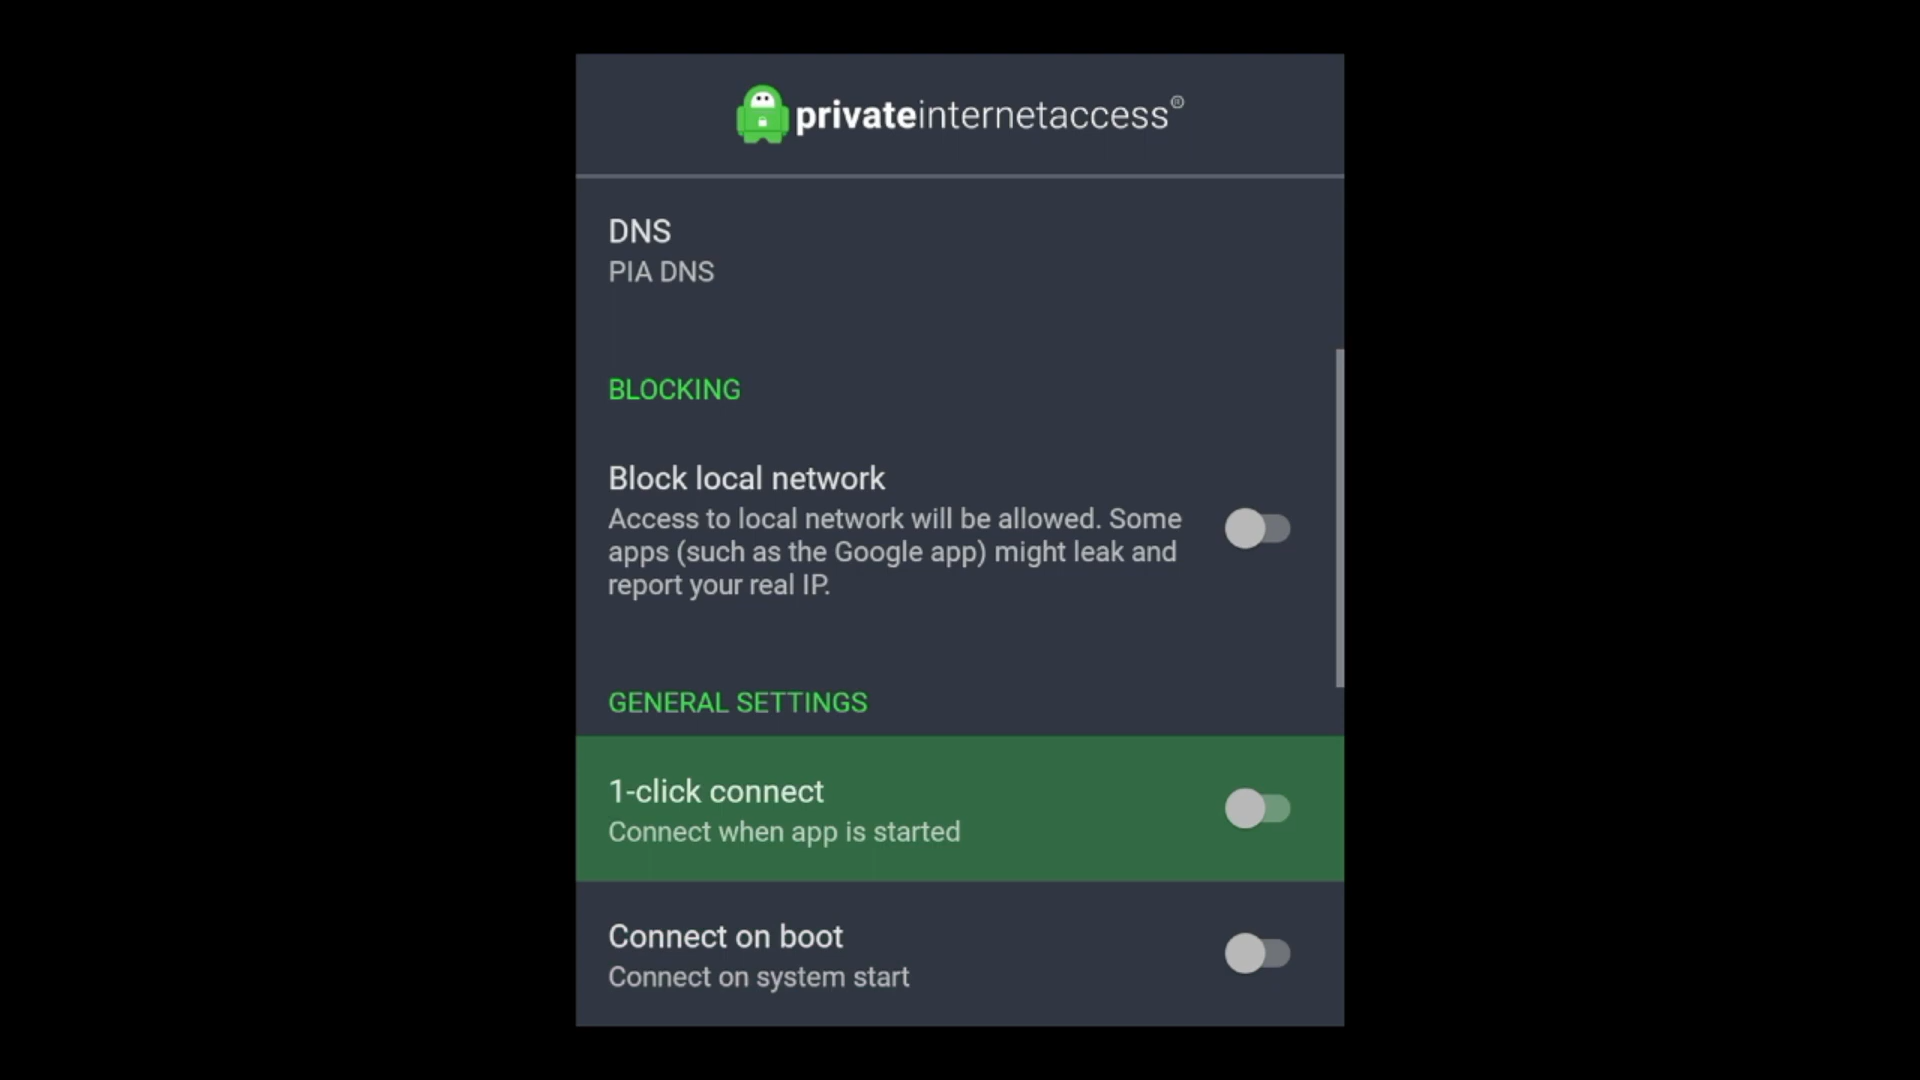 privateinternetaccess®
DNS
PIA DNS
BLOCKING
Block local network
Access to local network will be allowed. Some
apps (such as the Google app) might leak and
report your real IP.
GENERAL SETTINGS
1-click connect
Connect when app is started
Connect on boot
Connect on system start